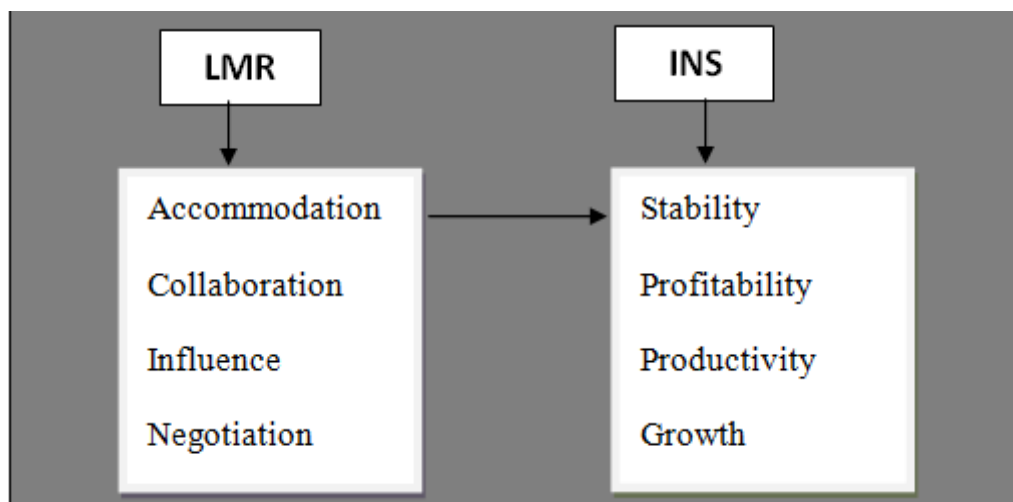 LMR
INS
Accommodation
Collaboration
Influence
Negotiation
Stability
Profitability
Productivity
Growth